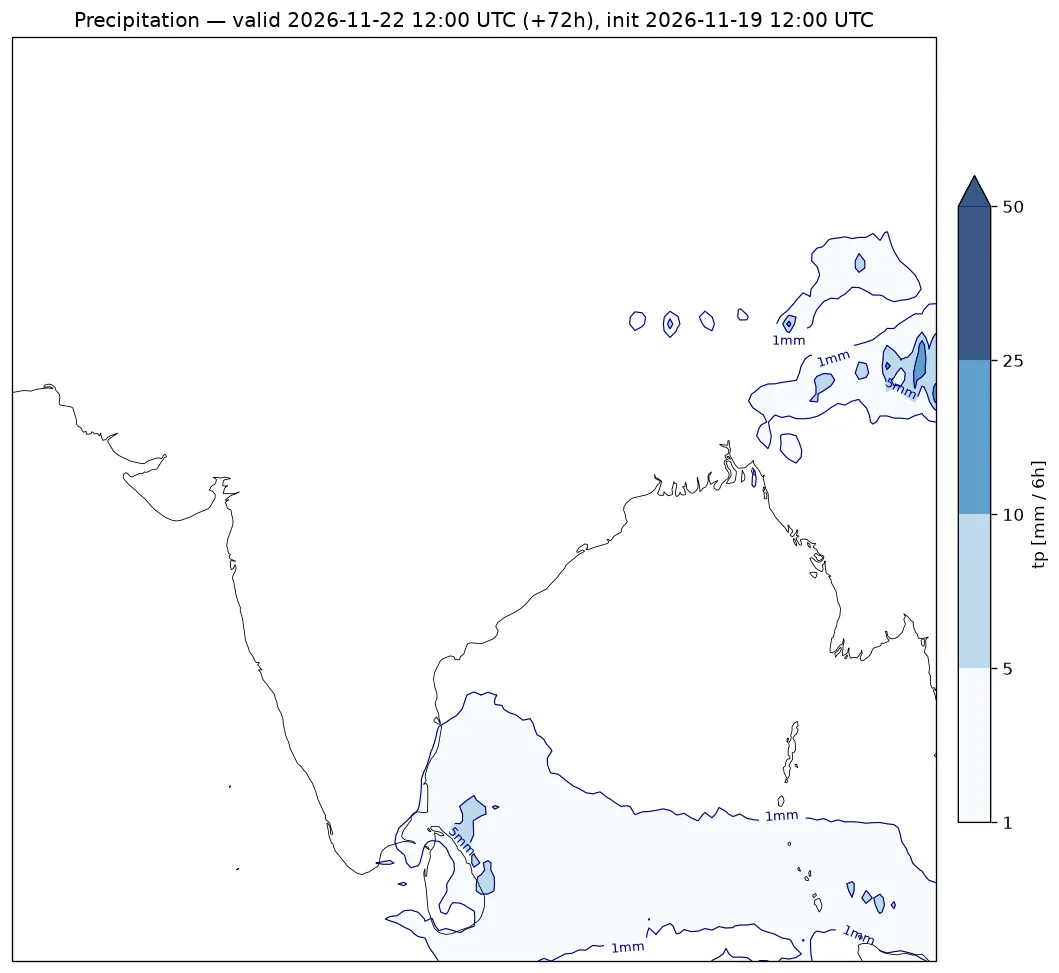 Precipitation — valid 2026-11-22 12:00 UTC (+72h), init 2026-11-19 12:00 UTC
50
1mm
1mm
25
5mm
10
tp [mm / 6h]
5
1mm
1
5mm
1mm
1mm